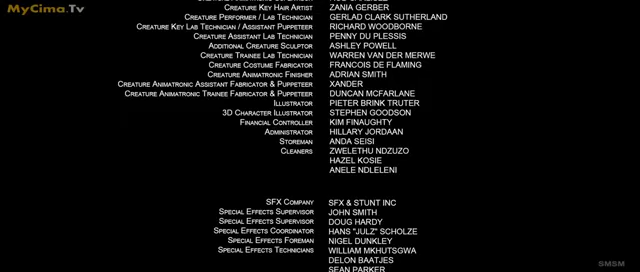 MyCima.Tv
Creature Key Hair Artist ZANIA GERBER
Creature Performer / Lab Technician GERLAD CLARK SUTHERLAND
Creature Key Lab Technician / Assistant Puppeteer RICHARD WOODBORNE
Creature Assistant Lab Technician PENNY DU PLESSIS
Additional Creature Sculptor ASHLEY POWELL
Creature Trainee Lab Technician WARREN VAN DER MERWE
Creature Costume Fabricator FRANCOIS DE FLAMING
Creature Animatronic Finisher ADRIAN SMITH
Creature Animatronic Assistant Fabricator & Puppeteer XANDER
Creature Animatronic Trainee Fabricator & Puppeteer DUNCAN MCFARLANE
Illustrator PIETER BRINK TRUTER
3D Character Illustrator STEPHEN GOODSON
Financial Controller KIM FINAUGHTY
Administrator HILLARY JORDAAN
Storeman ANDA SEISI
Cleaners ZWELETHU NDZUZO
HAZEL KOSIE
ANELE NDLELENI
SFX Company SFX & STUNT INC
Special Effects Supervisor JOHN SMITH
Special Effects Supervisor DOUG HARDY
Special Effects Coordinator HANS "JULZ" SCHOLZE
Special Effects Foreman NIGEL DUNKLEY
Special Effects Technicians WILLIAM MKHUTSGWA
DELON BAATJES
SEAN PARKER
SMSM